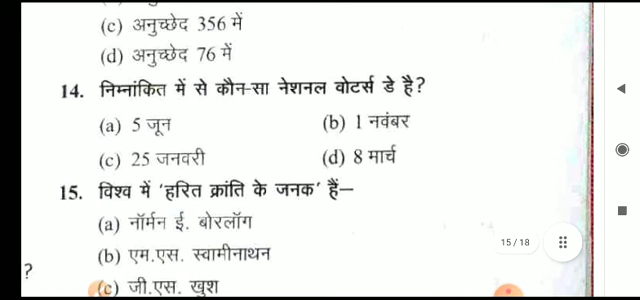 (c) अनुच्छेद 356 में
(d) अनुच्छेद 76 में
14. निम्नांकित में से कौन-सा नेशनल वोटर्स डे है?
(a) 5 जून (b) 1 नवंबर
(c) 25 जनवरी (d) 8 मार्च
15. विश्व में 'हरित क्रांति के जनक' हैं—
(a) नॉर्मन ई. बोरलॉग
15/18
(b) एम.एस. स्वामीनाथन
?
(c) जी.एस. खुश